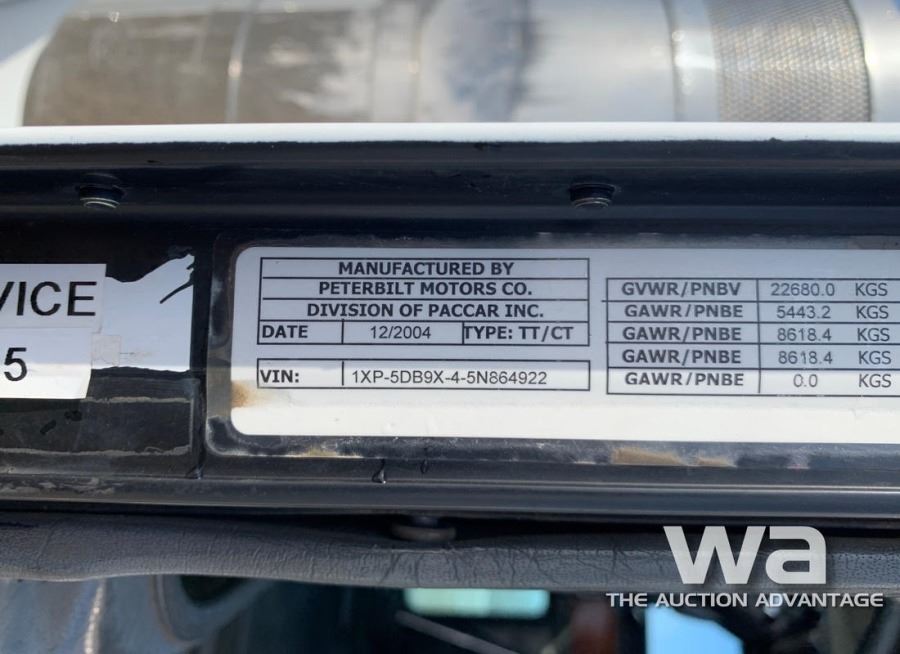 VICE
5
MANUFACTURED BY
PETERBILT MOTORS CO.
DIVISION OF PACCAR INC.
DATE 12/2004 TYPE: TT/CT
VIN: 1XP-5DB9X-4-5N864922
GVWR/PNBV 22680.0 KGS
GAWR/PNBE 5443.2 KGS
GAWR/PNBE 8618.4 KGS
GAWR/PNBE 8618.4 KGS
GAWR/PNBE 0.0 KGS
wa
THE AUCTION ADVANTAGE